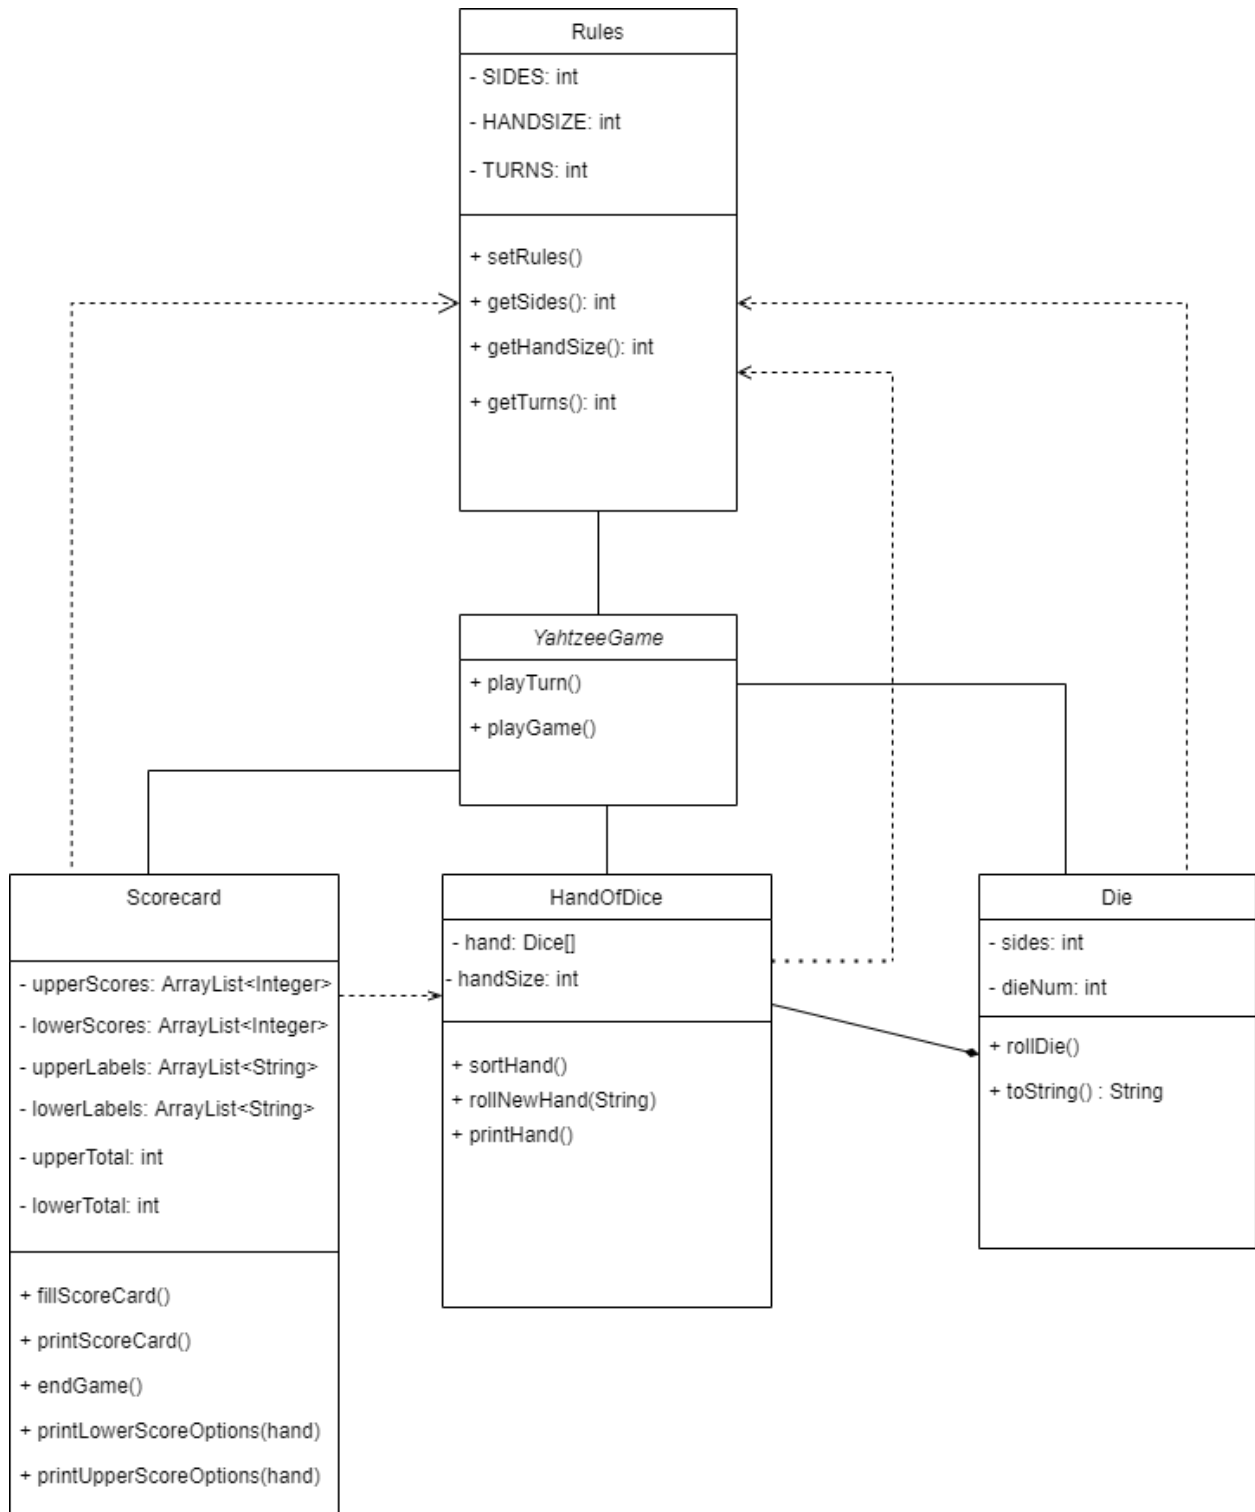 Rules
- SIDES: int
- HANDSIZE: int
- TURNS: int
+ setRules()
+ getSides(): int
+ getHandSize(): int
+ getTurns(): int
YahtzeeGame
+ playTurn()
+ playGame()
Scorecard
- upperScores: ArrayList<Integer>
- lowerScores: ArrayList<Integer>
- upperLabels: ArrayList<String>
- lowerLabels: ArrayList<String>
- upperTotal: int
- lowerTotal: int
+ fillScoreCard()
+ printScoreCard()
+ endGame()
+ printLowerScoreOptions(hand)
+ printUpperScoreOptions(hand)
HandOfDice
- hand: Dice[]
- handSize: int
+ sortHand()
+ rollNewHand(String)
+ printHand()
Die
- sides: int
- dieNum: int
+ rollDie()
+ toString() : String